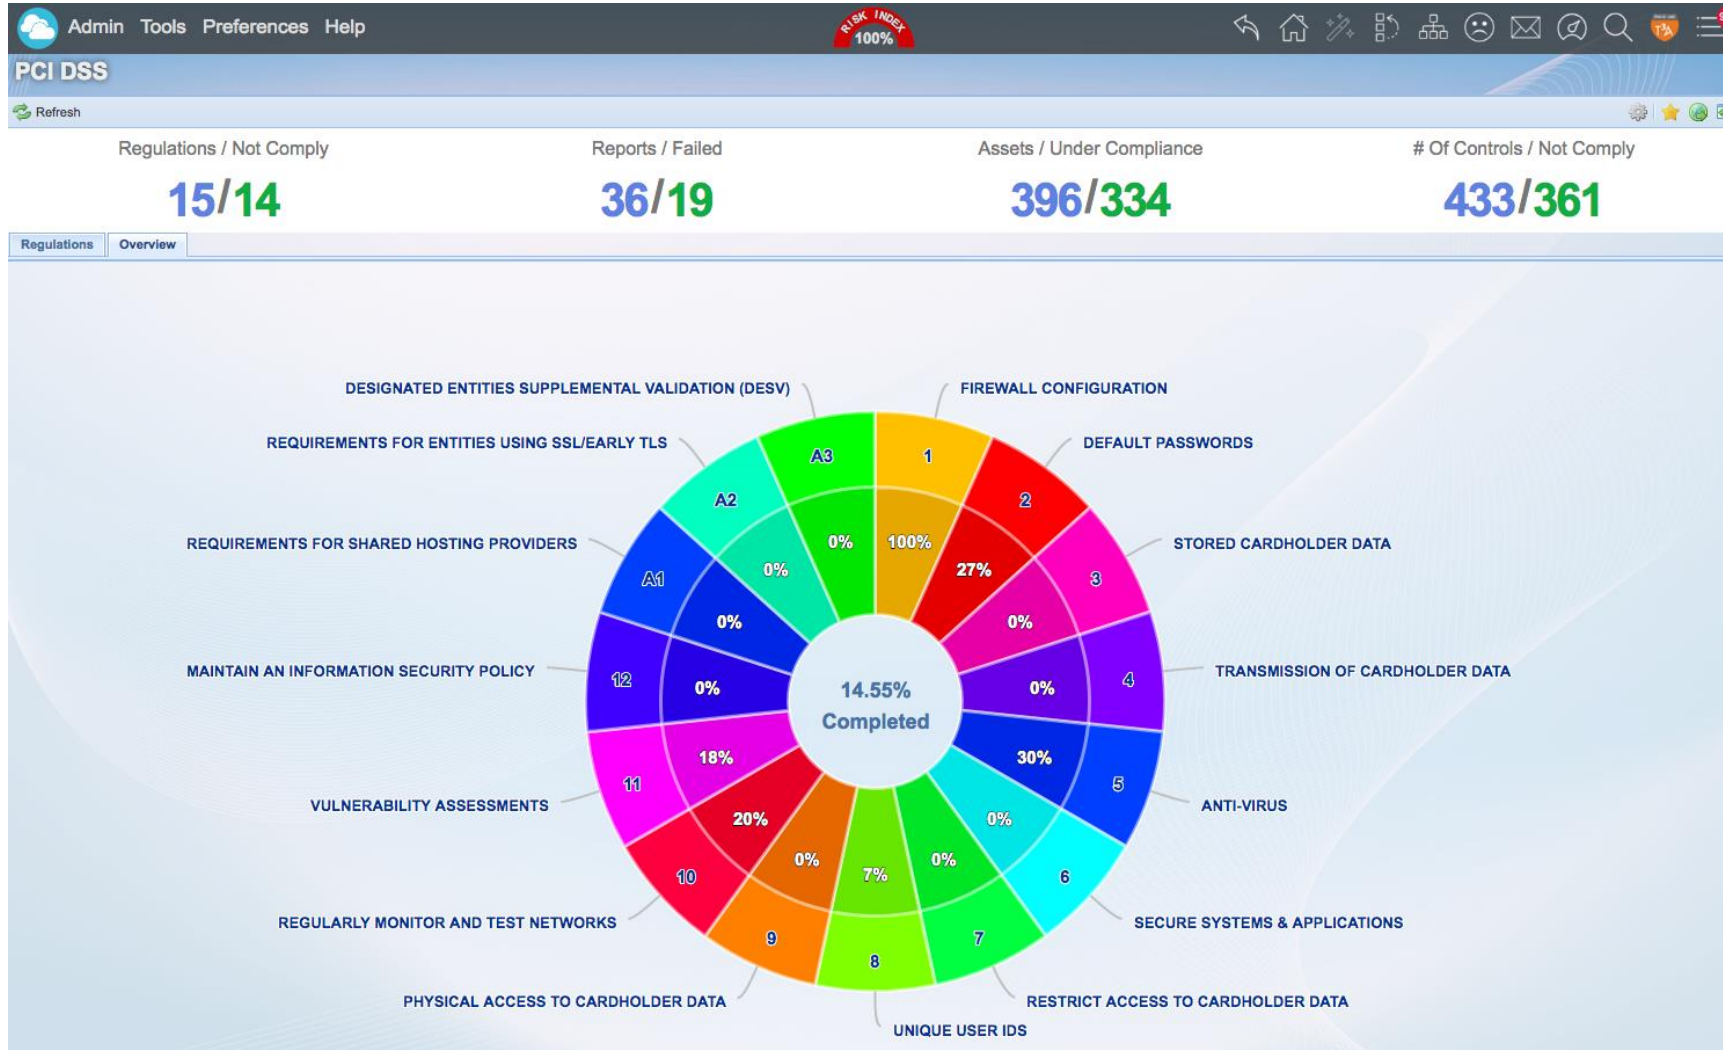 Admin Tools Preferences Help
RISK INDEX
100%
PCI DSS
Refresh
Regulations / Not Comply
15/14
Reports / Failed
36/19
Assets / Under Compliance
396/334
# Of Controls / Not Comply
433/361
Regulations
Overview
DESIGNATED ENTITIES SUPPLEMENTAL VALIDATION (DESV)
FIREWALL CONFIGURATION
REQUIREMENTS FOR ENTITIES USING SSL/EARLY TLS
DEFAULT PASSWORDS
A3
1
A2
2
REQUIREMENTS FOR SHARED HOSTING PROVIDERS
0%
100%
STORED CARDHOLDER DATA
A1
0%
27%
3
0%
0%
MAINTAIN AN INFORMATION SECURITY POLICY
12
0%
14.55%
Completed
0%
4
TRANSMISSION OF CARDHOLDER DATA
18%
30%
11
5
VULNERABILITY ASSESSMENTS
ANTI-VIRUS
20%
0%
0%
7%
0%
10
6
REGULARLY MONITOR AND TEST NETWORKS
SECURE SYSTEMS & APPLICATIONS
9
8
7
PHYSICAL ACCESS TO CARDHOLDER DATA
RESTRICT ACCESS TO CARDHOLDER DATA
UNIQUE USER IDS